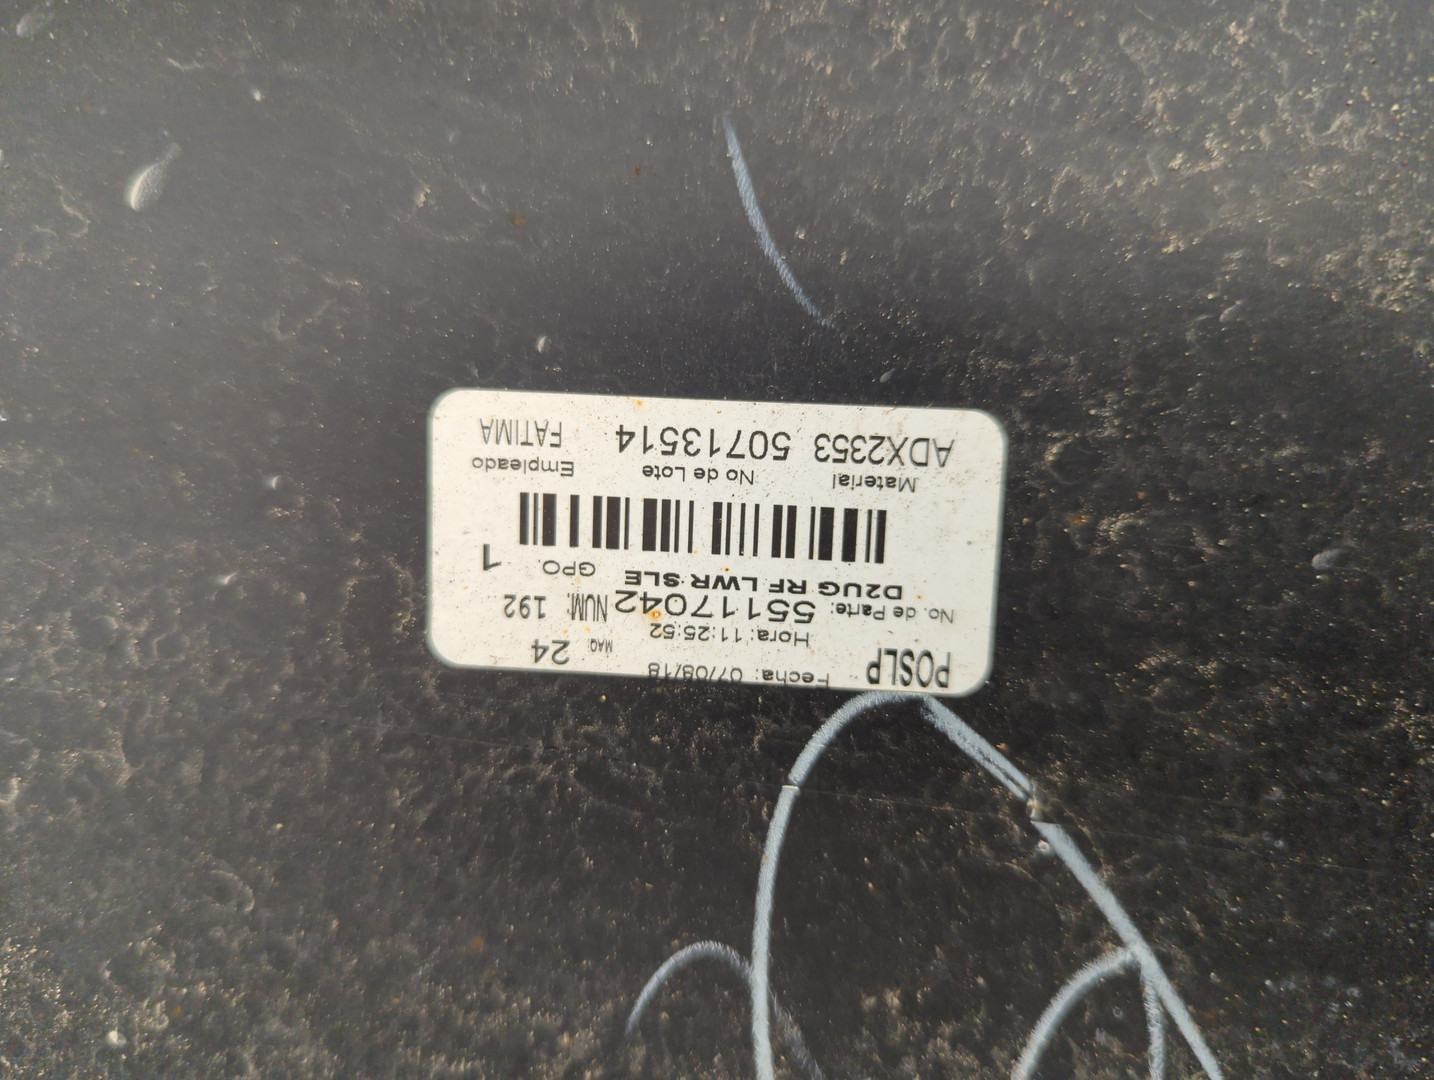 POSLP Fecha: 07/09/18 MAQ: 24
Hora: 11:25:52
No. de Parte: 55117042 NUM: 192
D2UG RF LWR SLE GPO. 1
Material No de Lote Empleado
ADX2353 50713514 FATIMA